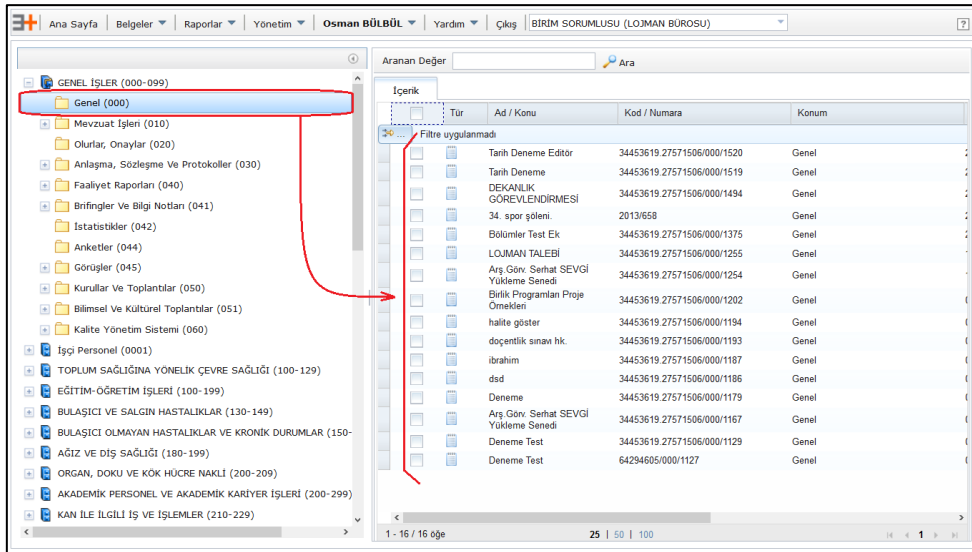 Ana Sayfa Belgeler Raporlar Yönetim Osman BÜLBÜL Yardım Çıkış BİRİM SORUMLUSU (LOJMAN BÜROSU) ?
GENEL İŞLER (000-099)
Genel (000)
Mevzuat İşleri (010)
Olurlar, Onaylar (020)
Anlaşma, Sözleşme Ve Protokoller (030)
Faaliyet Raporları (040)
Brifingler Ve Bilgi Notları (041)
İstatistikler (042)
Anketler (044)
Görüşler (045)
Kurullar Ve Toplantılar (050)
Bilimsel Ve Kültürel Toplantılar (051)
Kalite Yönetim Sistemi (060)
İşçi Personel (0001)
TOPLUM SAĞLIĞINA YÖNELİK ÇEVRE SAĞLIĞI (100-129)
EĞİTİM-ÖĞRETİM İŞLERİ (100-199)
BULAŞICI VE SALGIN HASTALIKLAR (130-149)
BULAŞICI OLMAYAN HASTALIKLAR VE KRONİK DURUMLAR (150-
AĞIZ VE DİŞ SAĞLIĞI (180-199)
ORGAN, DOKU VE KÖK HÜCRE NAKLİ (200-209)
AKADEMİK PERSONEL VE AKADEMİK KARİYER İŞLERİ (200-299)
KAN İLE İLGİLİ İŞ VE İŞLEMLER (210-229)
Aranan Değer Ara
İçerik
Tür Ad / Konu Kod / Numara Konum
... Filtre uygulanmadı
Tarih Deneme Editör 34453619.27571506/000/1520 Genel
Tarih Deneme 34453619.27571506/000/1519 Genel
DEKANLIK
GÖREVLENDİRMESİ 34453619.27571506/000/1494 Genel
34. spor şöleni. 2013/658 Genel
Bölümler Test Ek 34453619.27571506/000/1375 Genel
LOJMAN TALEBİ 34453619.27571506/000/1255 Genel
Arş.Görv. Serhat SEVGİ
Yükleme Senedi 34453619.27571506/000/1254 Genel
Birlik Programları Proje
Örnekleri 34453619.27571506/000/1202 Genel
halite göster 34453619.27571506/000/1194 Genel
doçentlik sınavı hk. 34453619.27571506/000/1193 Genel
ibrahim 34453619.27571506/000/1187 Genel
dsd 34453619.27571506/000/1186 Genel
Deneme 34453619.27571506/000/1179 Genel
Arş.Görv. Serhat SEVGİ
Yükleme Senedi 34453619.27571506/000/1167 Genel
Deneme Test 34453619.27571506/000/1129 Genel
Deneme Test 64294605/000/1127 Genel
1 - 16 / 16 öğe 25 | 50 | 100 1